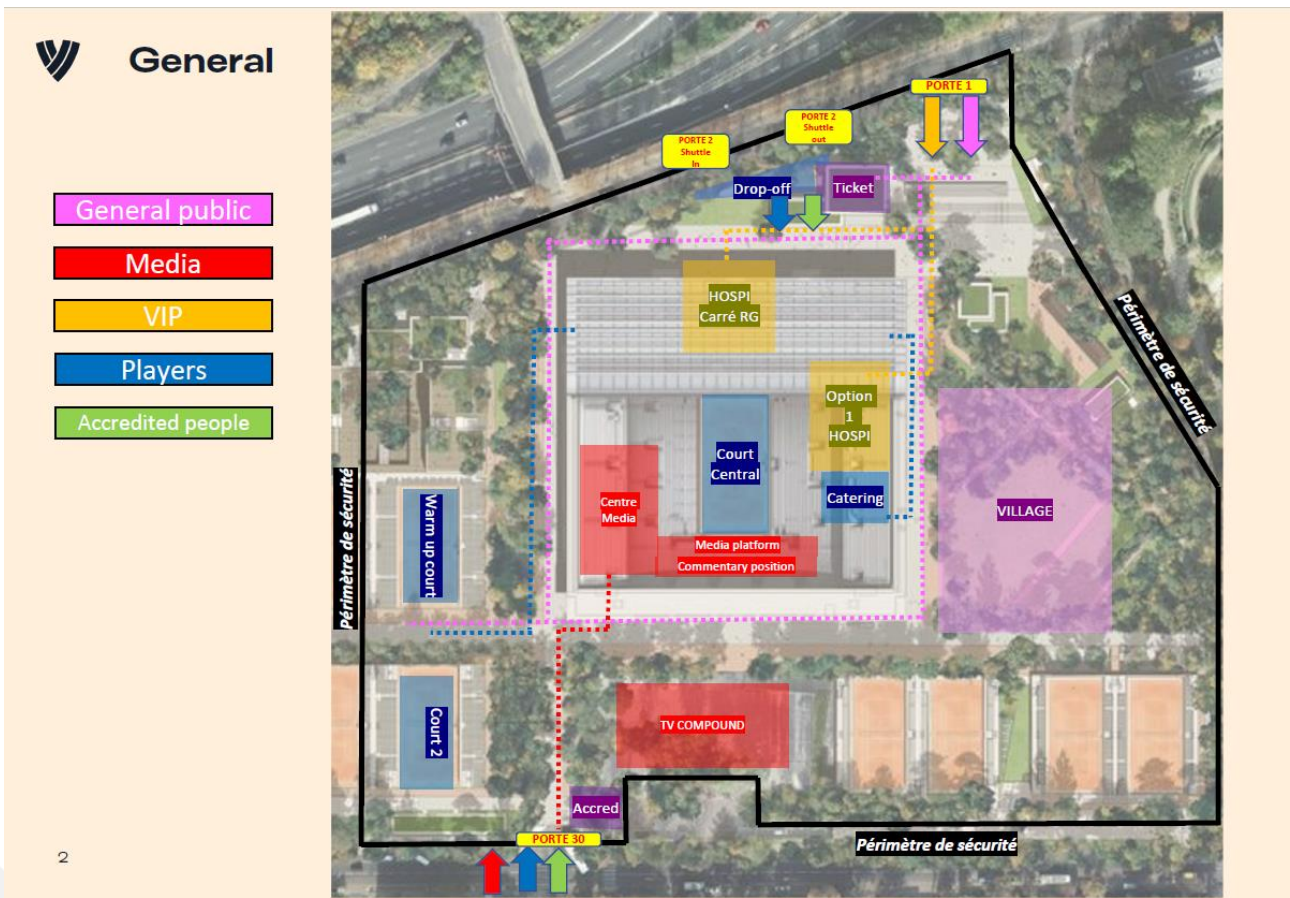 General
General public
Media
VIP
Players
Accredited people
PORTE 1
PORTE 2
Shuttle
out
PORTE 2
Shuttle
In
Drop-off
Ticket
HOSPI
Carré RG
Périmètre de sécurité
Option
1
HOSPI
Court
Central
Catering
Centre
Media
Media platform
Commentary position
VILLAGE
Périmètre de sécurité
Warm up court
Court 2
TV COMPOUND
Accred
PORTE 30
Périmètre de sécurité
2